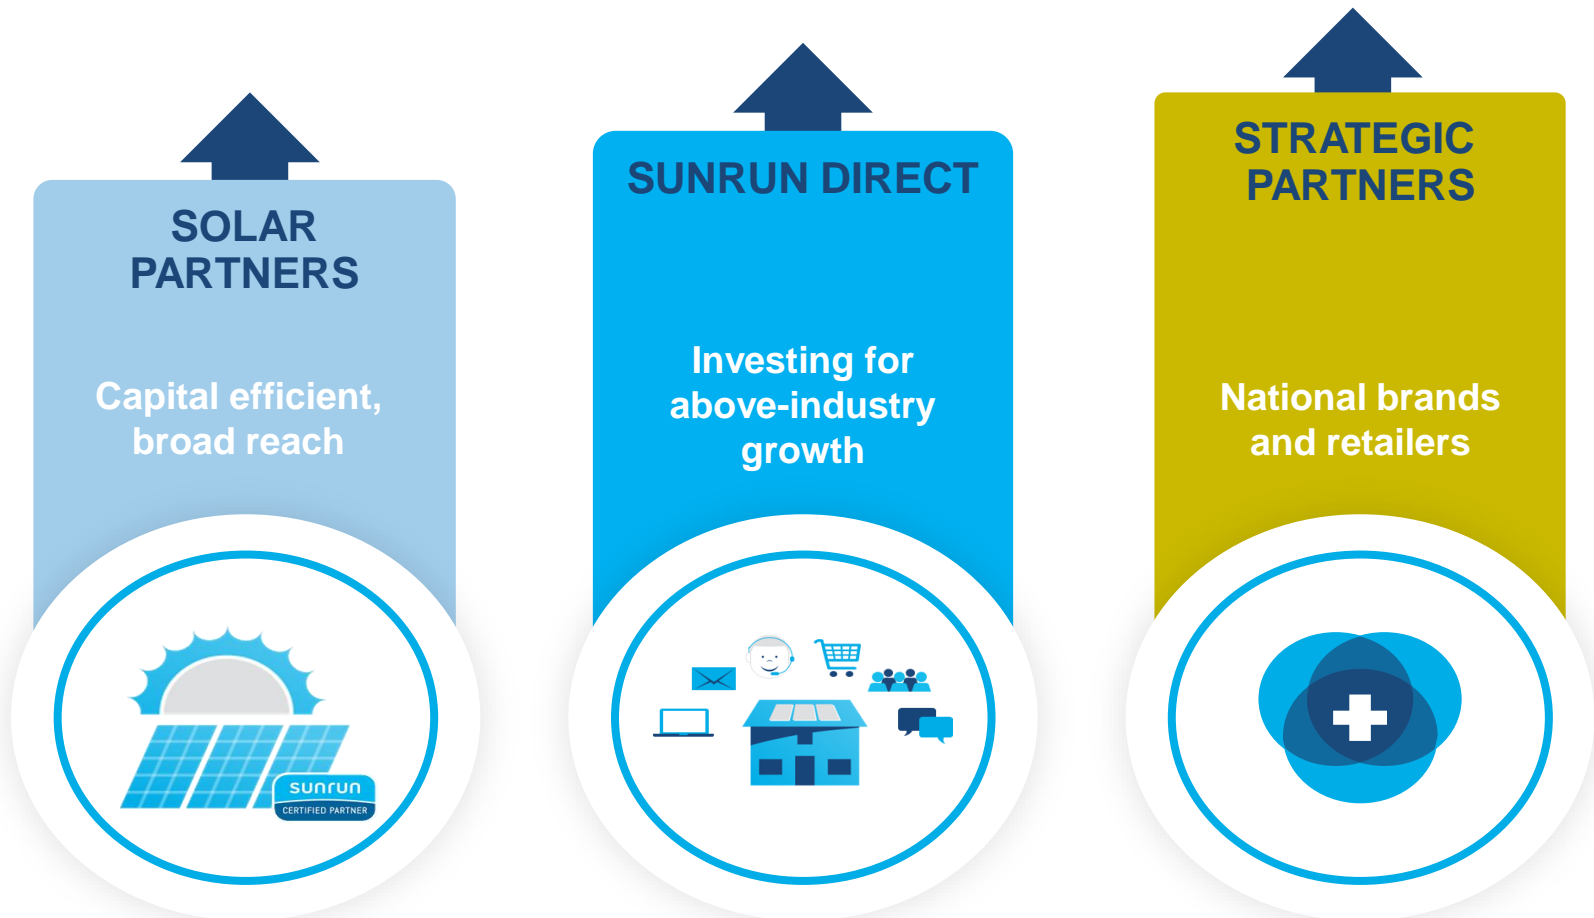 SOLAR
PARTNERS
Capital efficient,
broad reach
sunrun
CERTIFIED PARTNER
SUNRUN DIRECT
Investing for
above-industry
growth
STRATEGIC
PARTNERS
National brands
and retailers